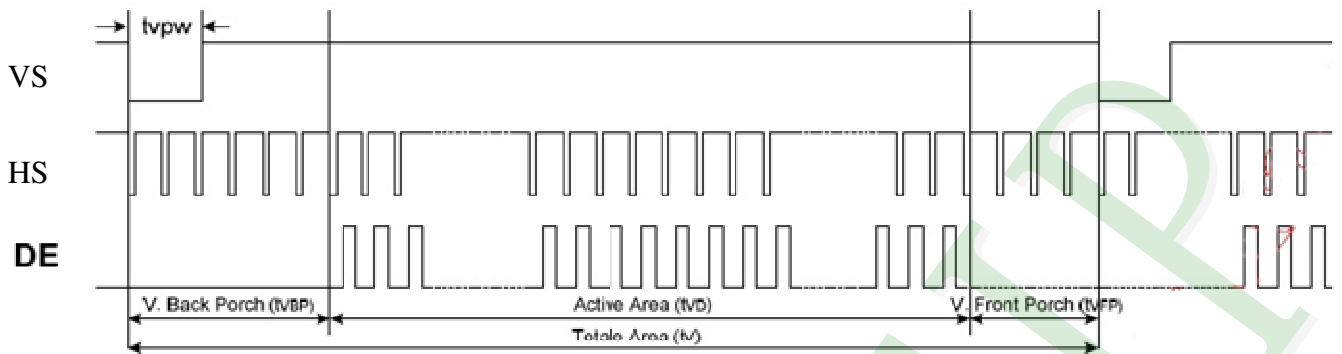 tvpw
VS
HS
DE
V. Back Porch (tVBP) Active Area (tVD) V. Front Porch (tVFP)
Totale Area (tV)